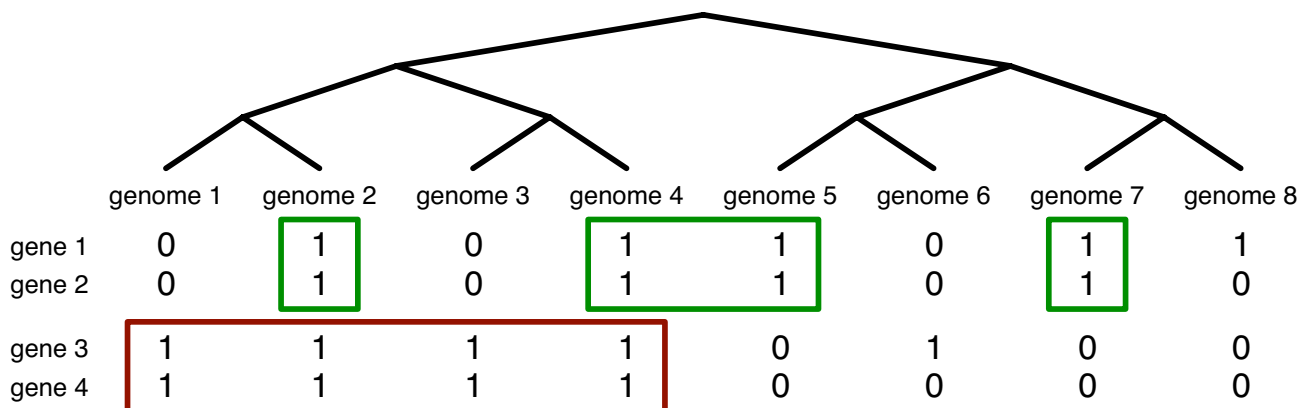 genome 1 genome 2 genome 3 genome 4 genome 5 genome 6 genome 7 genome 8
gene 1 0 1 0 1 1 0 1 1
gene 2 0 1 0 1 1 0 1 0
gene 3 1 1 1 1 0 1 0 0
gene 4 1 1 1 1 0 0 0 0